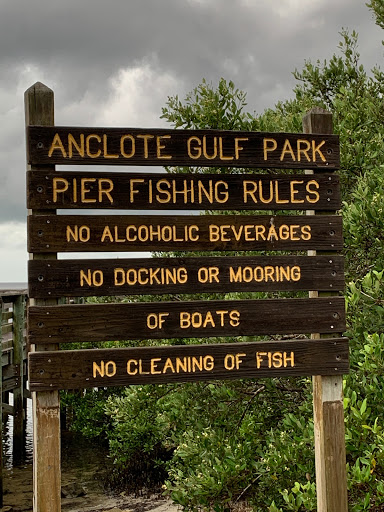 ANCLOTE GULF PARK
PIER FISHING RULES
NO ALCOHOLIC BEVERAGES
NO DOCKING OR MOORING
OF BOATS
NO CLEANING OF FISH